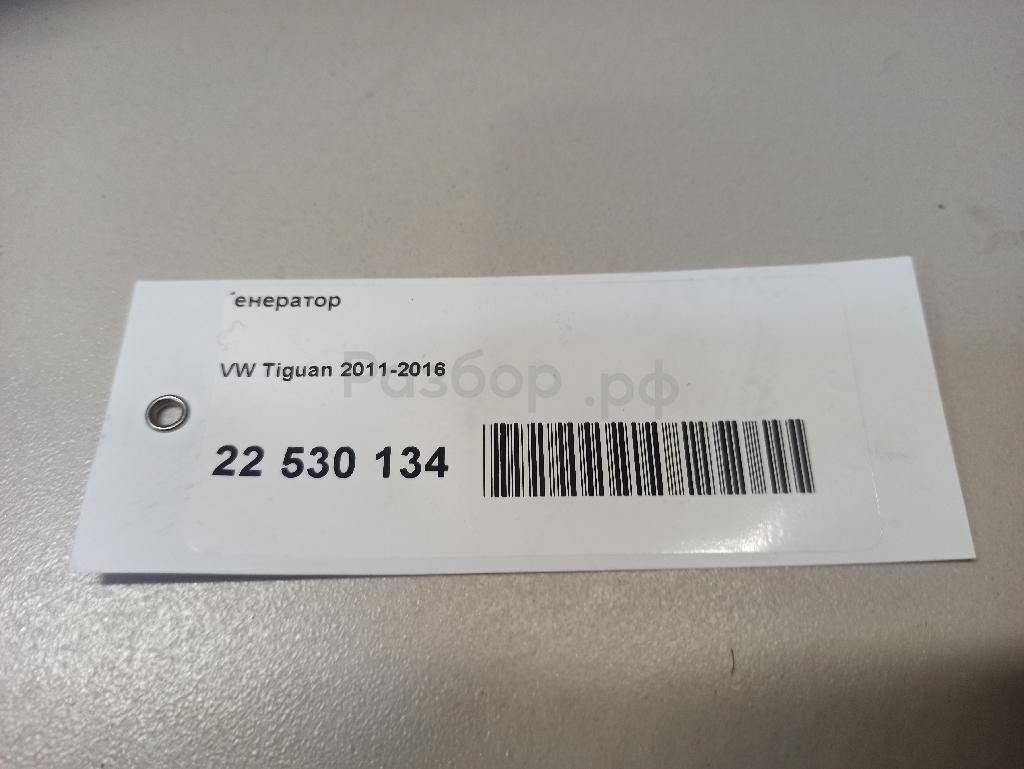 Генератор
VW Tiguan 2011-2016
Разбор.рф
22 530 134